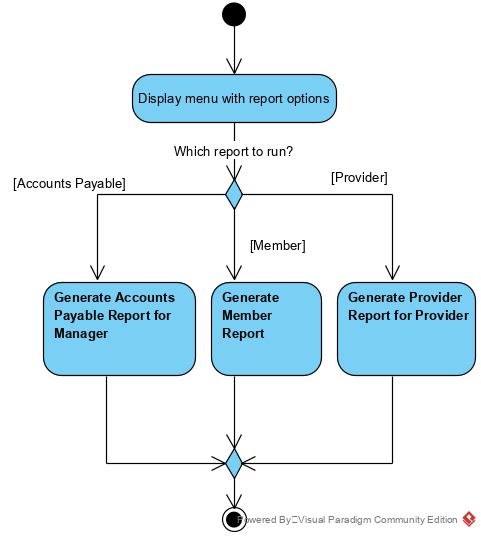 Display menu with report options
Which report to run?
[Accounts Payable]
[Provider]
[Member]
Generate Accounts
Payable Report for
Manager
Generate
Member
Report
Generate Provider
Report for Provider
Powered By Visual Paradigm Community Edition